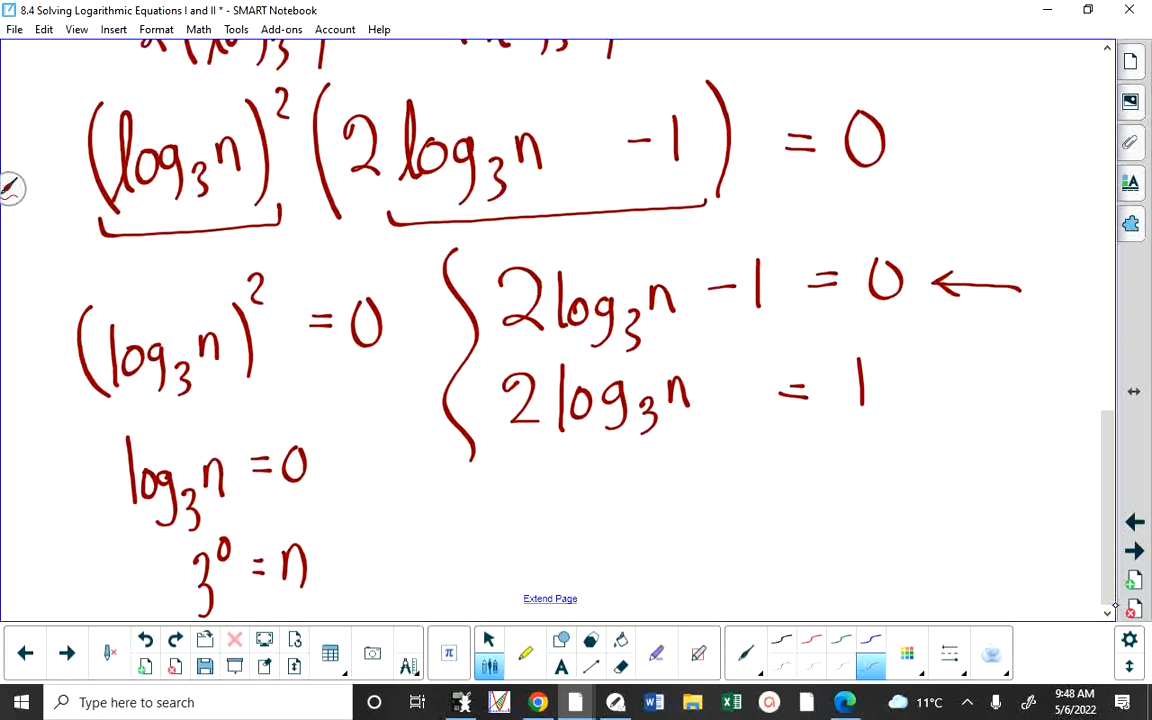 8.4 Solving Logarithmic Equations I and II * - SMART Notebook
File Edit View Insert Format Math Tools Add-ons Account Help
(log₃n)² (2log₃n -1) = 0
(log₃n)² = 0
2log₃n -1 = 0 ←
2log₃n = 1
log₃n = 0
3⁰ = n
Extend Page
π
A
Type here to search
11°C
9:48 AM
5/6/2022